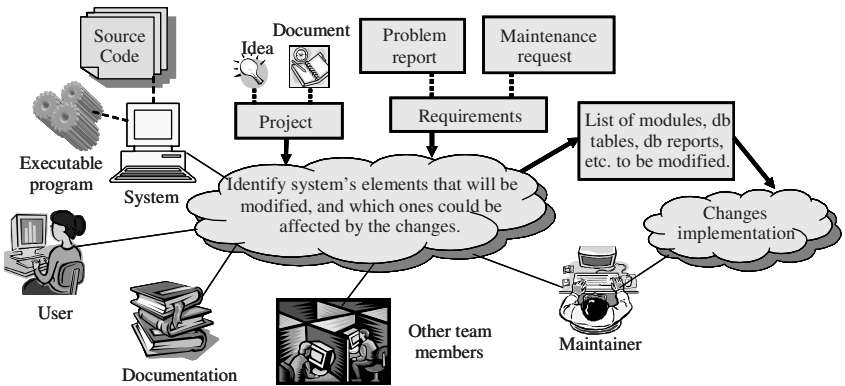 Source
Code
Idea
Document
Problem
report
Maintenance
request
Project
Requirements
List of modules, db
tables, db reports,
etc. to be modified.
Executable
program
System
Identify system's elements that will be
modified, and which ones could be
affected by the changes.
Changes
implementation
User
Documentation
Other team
members
Maintainer